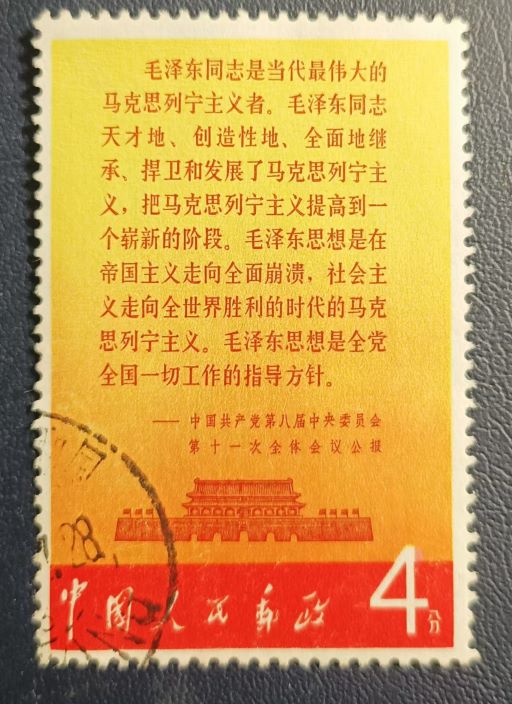 毛泽东同志是当代最伟大的
马克思列宁主义者。毛泽东同志
天才地、创造性地、全面地继
承、捍卫和发展了马克思列宁主
义，把马克思列宁主义提高到一
个崭新的阶段。毛泽东思想是在
帝国主义走向全面崩溃，社会主
义走向全世界胜利的时代的马克
思列宁主义。毛泽东思想是全党
全国一切工作的指导方针。
——中国共产党第八届中央委员会
第十一次全体会议公报
28
中国人民邮政
4分